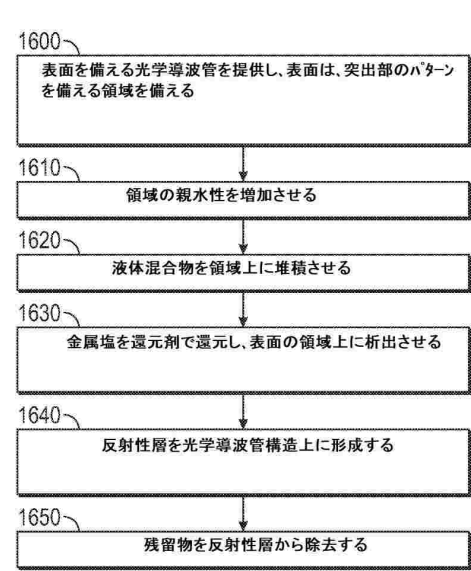 1600
表面を備える光学導波管を提供し、表面は、突出部のパターン
を備える領域を備える
1610
領域の親水性を増加させる
1620
液体混合物を領域上に堆積させる
1630
金属塩を還元剤で還元し、表面の領域上に析出させる
1640
反射性層を光学導波管構造上に形成する
1650
残留物を反射性層から除去する